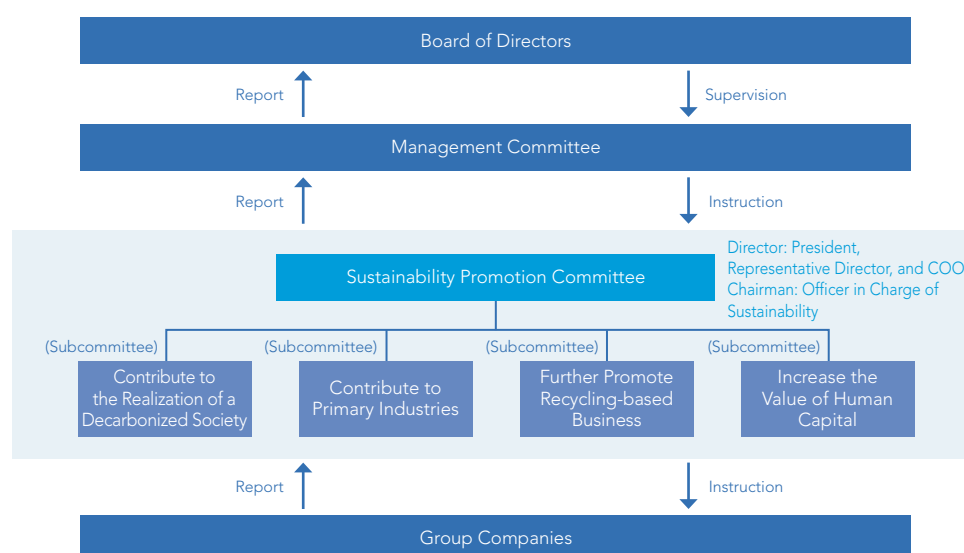 Board of Directors
Report
Supervision
Management Committee
Report
Instruction
Director: President,
Representative Director, and COO
Chairman: Officer in Charge of
Sustainability
Sustainability Promotion Committee
(Subcommittee)
(Subcommittee)
(Subcommittee)
(Subcommittee)
Contribute to
the Realization of a
Decarbonized Society
Contribute to
Primary Industries
Further Promote
Recycling-based
Business
Increase the
Value of Human
Capital
Report
Instruction
Group Companies